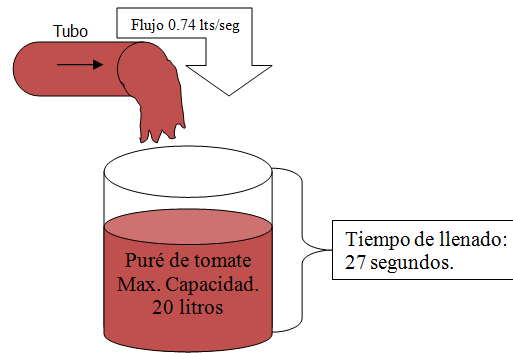 Tubo
Flujo 0.74 lts/seg
Puré de tomate
Max. Capacidad.
20 litros
Tiempo de llenado:
27 segundos.